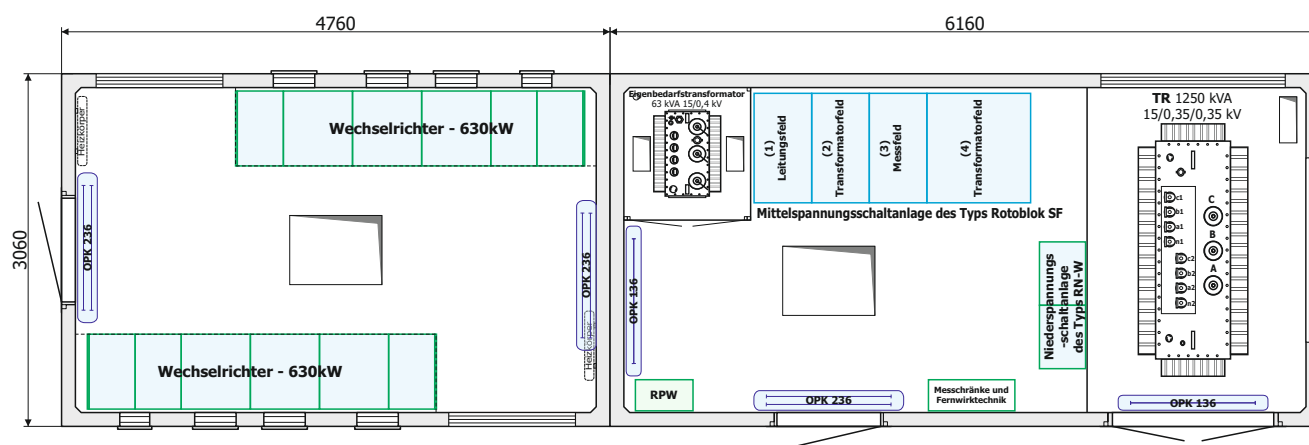 4760
6160
3060
Heizkörper
Wechselrichter - 630kW
OPK 236
OPK 236
Heizkörper
Wechselrichter - 630kW
Eigenbedarfstransformator
63 kVA 15/0,4 kV
(1)
Leitungsfeld
(2)
Transformatorfeld
(3)
Messfeld
(4)
Transformatorfeld
Mittelspannungsschaltanlage des Typs Rotoblok SF
OPK 136
Niederspannungs
-schaltanlage
des Typs RN-W
RPW
OPK 236
Messchränke und
Fernwirktechnik
TR 1250 kVA
15/0,35/0,35 kV
c1
b1
a1
n1
c2
b2
a2
n2
C
B
A
OPK 136